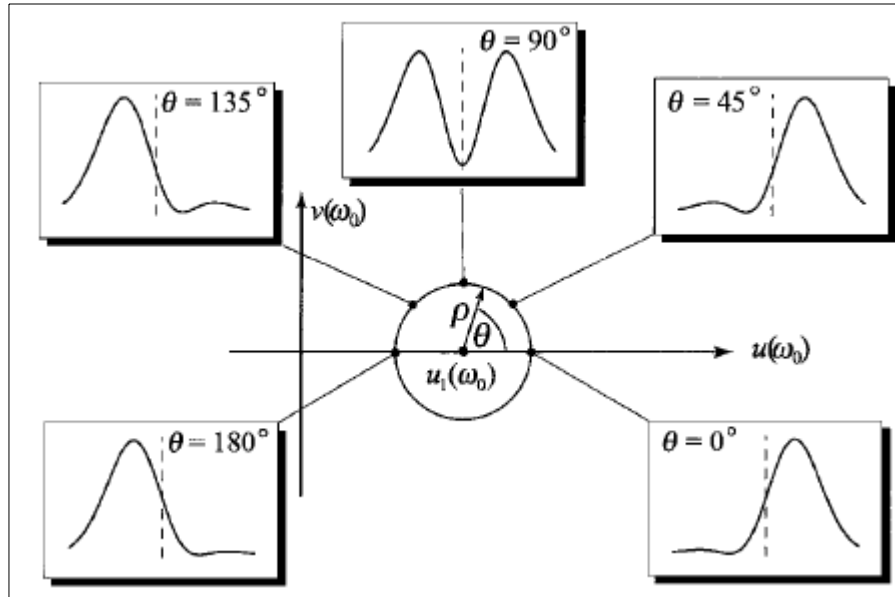 θ = 90°
θ = 135°
θ = 45°
v(ω₀)
ρ
θ
u(ω₀)
u₁(ω₀)
θ = 180°
θ = 0°